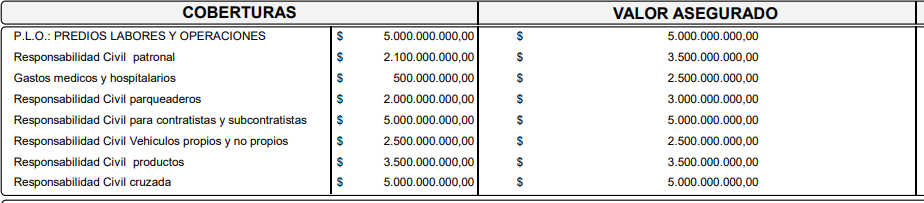 COBERTURAS VALOR ASEGURADO
P.L.O.: PREDIOS LABORES Y OPERACIONES $ 5.000.000.000,00 $ 5.000.000.000,00
Responsabilidad Civil patronal $ 2.100.000.000,00 $ 3.500.000.000,00
Gastos medicos y hospitalarios $ 500.000.000,00 $ 2.500.000.000,00
Responsabilidad Civil parqueaderos $ 2.000.000.000,00 $ 3.000.000.000,00
Responsabilidad Civil para contratistas y subcontratistas $ 5.000.000.000,00 $ 5.000.000.000,00
Responsabilidad Civil Vehiculos propios y no propios $ 2.500.000.000,00 $ 2.500.000.000,00
Responsabilidad Civil productos $ 3.500.000.000,00 $ 3.500.000.000,00
Responsabilidad Civil cruzada $ 5.000.000.000,00 $ 5.000.000.000,00